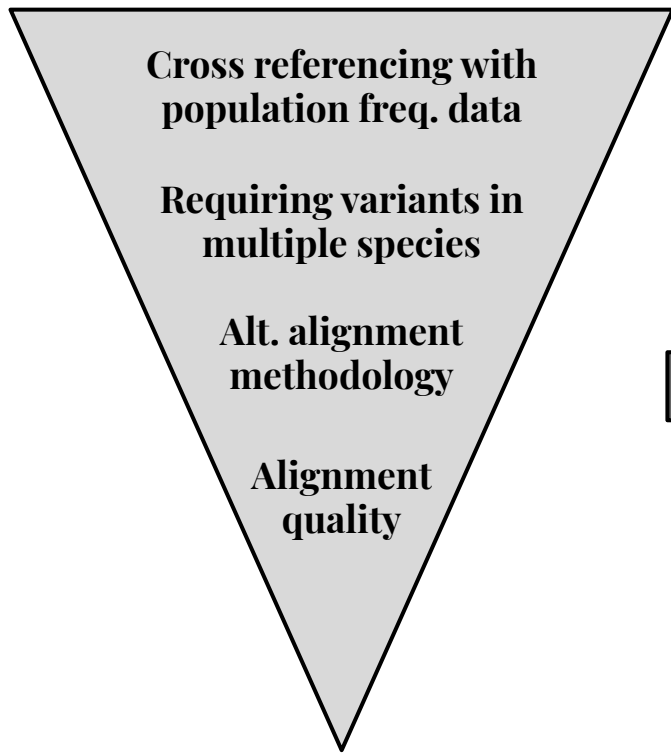 Cross referencing with
population freq. data
Requiring variants in
multiple species
Alt. alignment
methodology
Alignment
quality